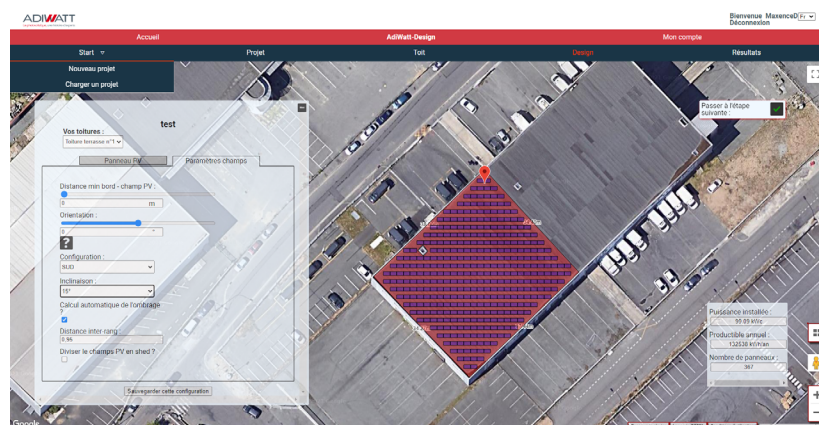 ADIWATT
Bienvenue MaxenceD
Fr
Déconnexion
Accueil
AdiWatt-Design
Mon compte
Start
Projet
Toit
Design
Résultats
Nouveau projet
Charger un projet
Passer à l'étape
suivante :
test
Vos toitures :
Toiture terrasse n°1
Panneau PV
Paramètres champs
Distance min bord - champ PV :
0 m
Orientation :
0 °
?
Configuration :
SUD
Inclinaison :
15°
Calcul automatique de l'ombrage
?
Distance inter-rang :
0.95
Diviser le champs PV en shed ?
Sauvegarder cette configuration
Puissance installée :
Productible annuel :
132538 kWh/an
Nombre de panneaux :
367
Google